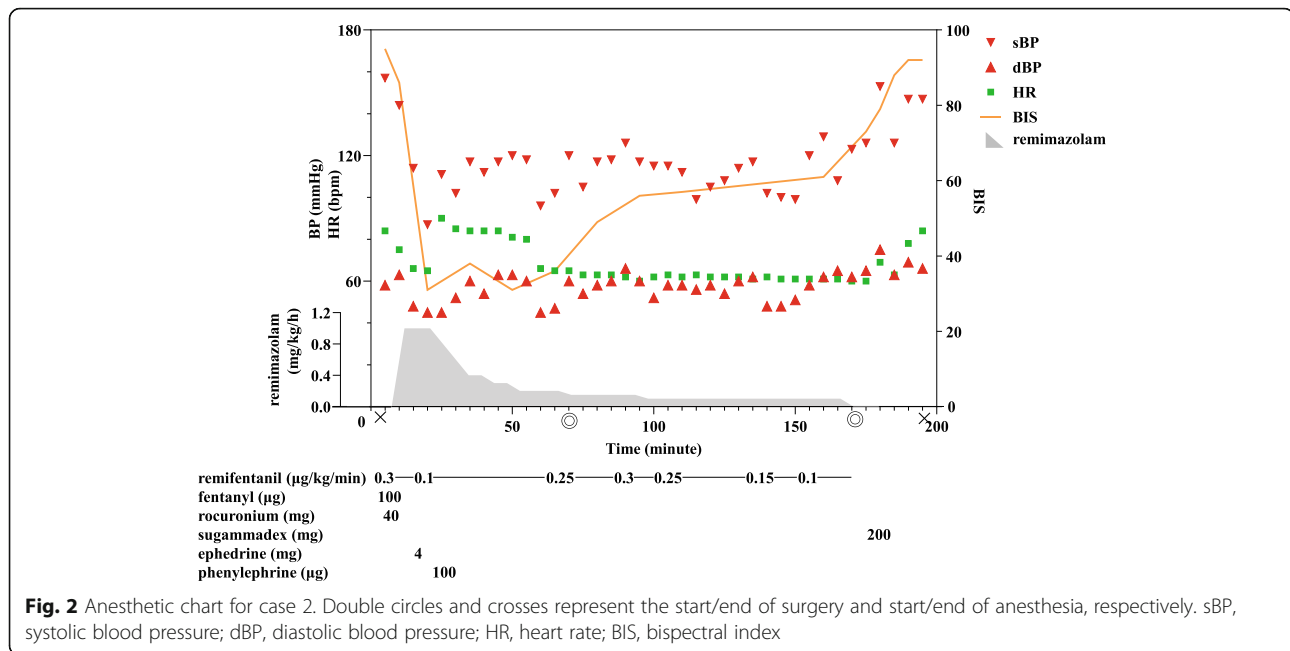 180
120
60
BP (mmHg)
HR (bpm)
1.2
0.8
0.4
0.0
remimazolam
(mg/kg/h)
100
80
60
40
20
0
BIS
sBP
dBP
HR
BIS
remimazolam
0 50 100 150 200
Time (minute)
remifentanil (μg/kg/min) 0.3 0.1 0.25 0.3 0.25 0.15 0.1
fentanyl (μg) 100
rocuronium (mg) 40
sugammadex (mg) 200
ephedrine (mg) 4
phenylephrine (μg) 100
Fig. 2 Anesthetic chart for case 2. Double circles and crosses represent the start/end of surgery and start/end of anesthesia, respectively. sBP,
systolic blood pressure; dBP, diastolic blood pressure; HR, heart rate; BIS, bispectral index